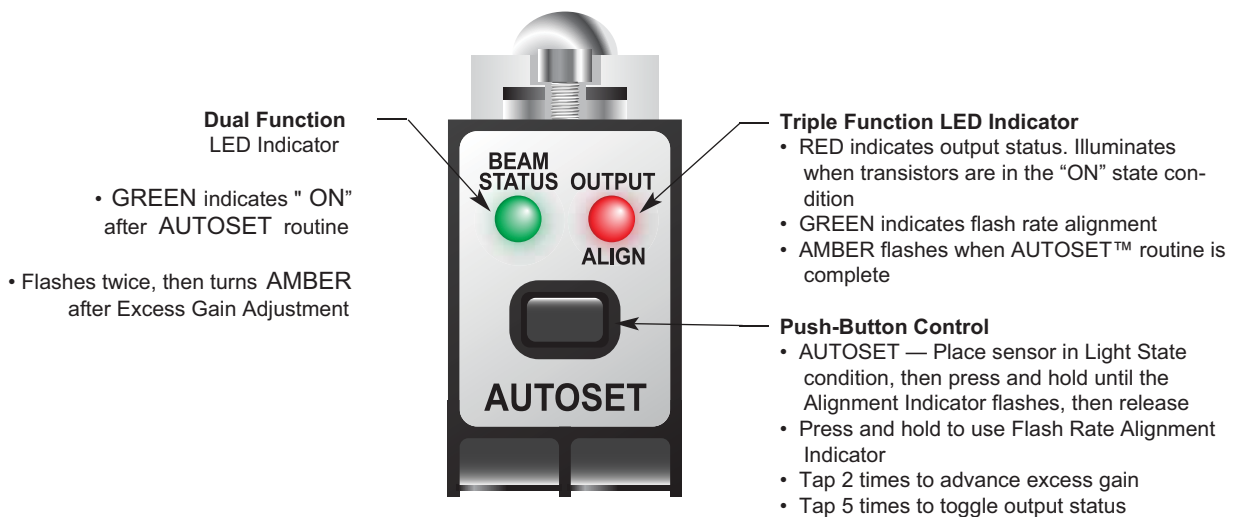 Dual Function
LED Indicator
• GREEN indicates " ON”
after AUTOSET routine
• Flashes twice, then turns AMBER
after Excess Gain Adjustment
BEAM
STATUS OUTPUT
ALIGN
AUTOSET
Triple Function LED Indicator
• RED indicates output status. Illuminates
when transistors are in the “ON” state con-
dition
• GREEN indicates flash rate alignment
• AMBER flashes when AUTOSET™ routine is
complete
Push-Button Control
• AUTOSET — Place sensor in Light State
condition, then press and hold until the
Alignment Indicator flashes, then release
• Press and hold to use Flash Rate Alignment
Indicator
• Tap 2 times to advance excess gain
• Tap 5 times to toggle output status